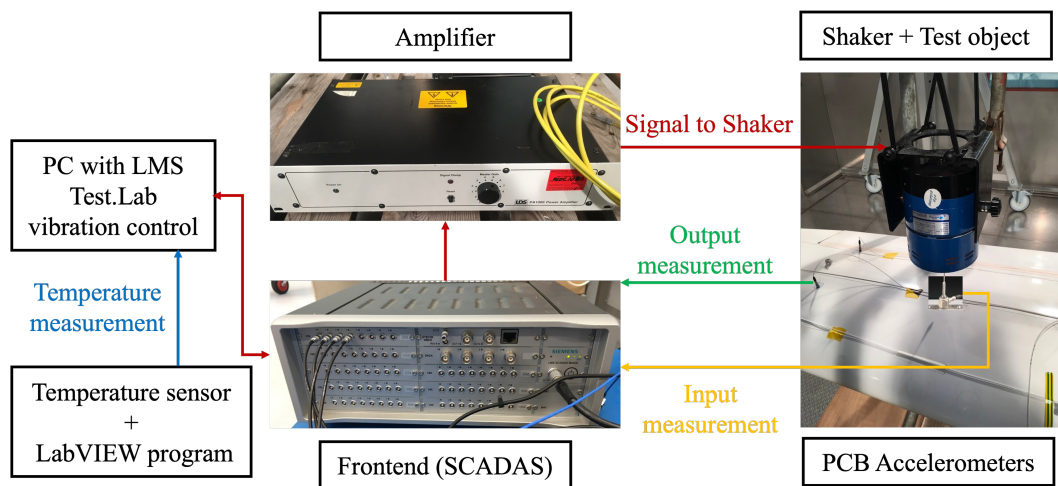 Amplifier
Shaker + Test object
Signal to Shaker
PC with LMS
Test.Lab
vibration control
Output
measurement
Temperature
measurement
SIEMENS
Input
measurement
Temperature sensor
+
LabVIEW program
Frontend (SCADAS)
PCB Accelerometers